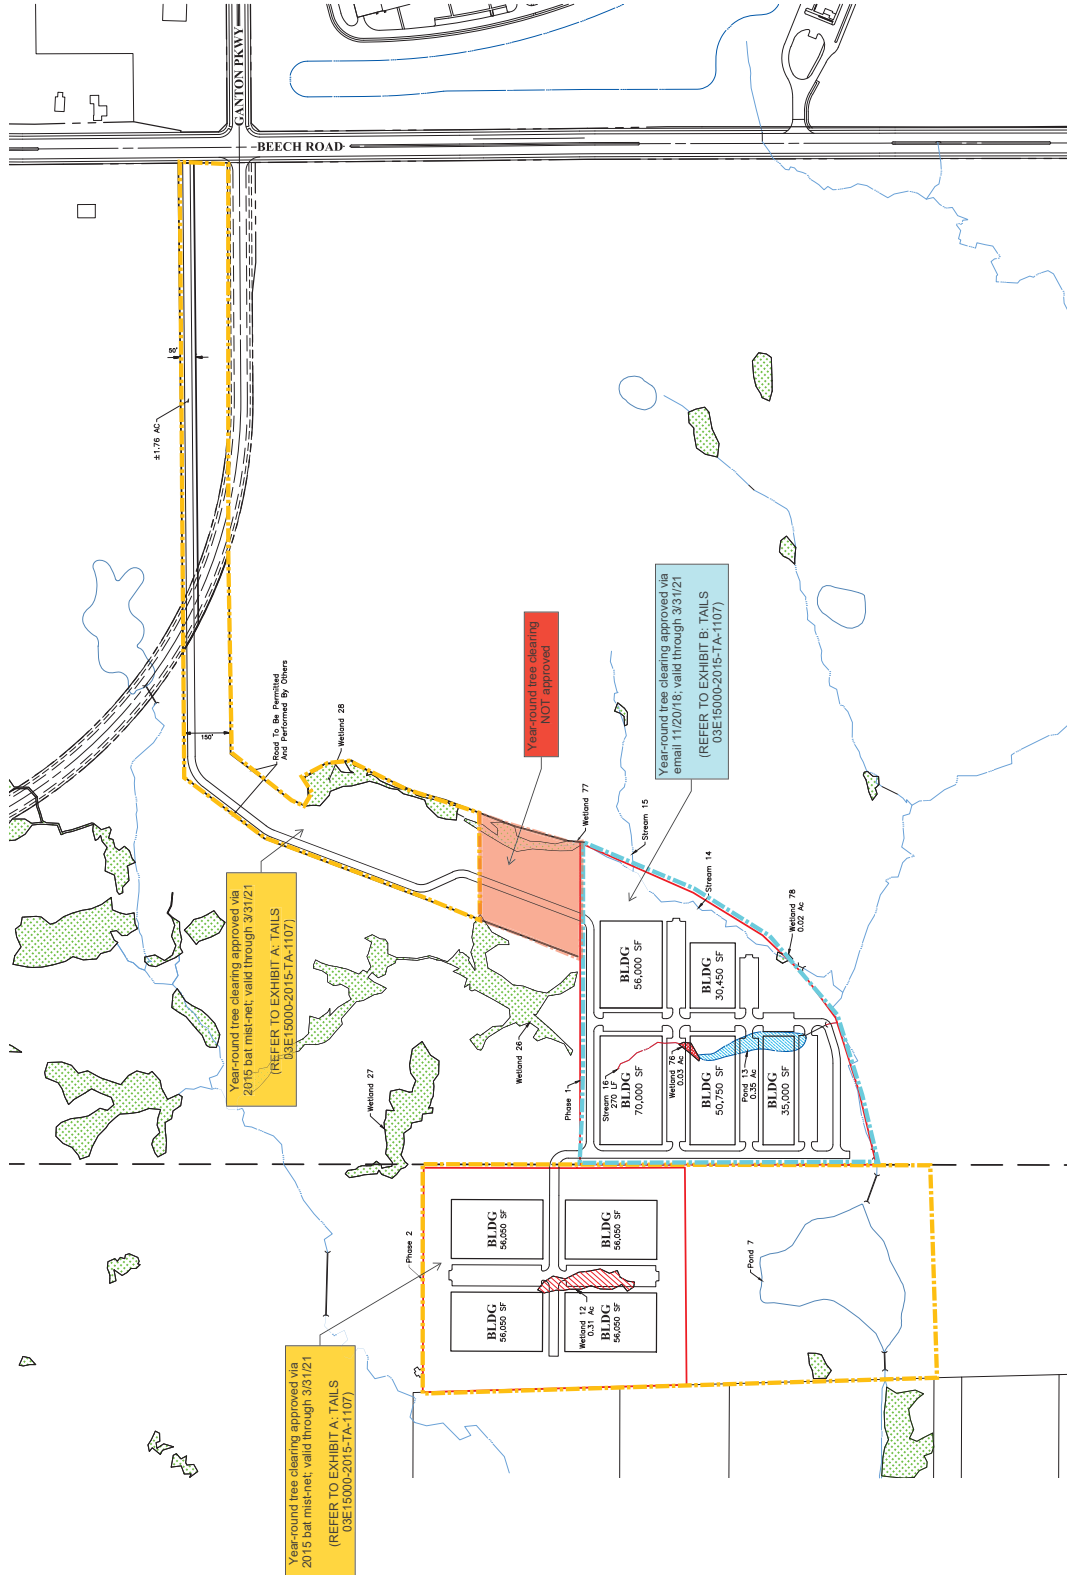 GANTON PKWY
BEECH ROAD
50'
±1.76 AC
150'
Road To Be Permitted
And Performed By Others
Wetland 28
Year-round tree clearing
NOT approved
Year-round tree clearing approved via
email 11/20/18; valid through 3/31/21
(REFER TO EXHIBIT B: TAILS
03E15000-2015-TA-1107)
Wetland 77
Stream 15
Stream 14
Wetland 78
0.02 Ac
Year-round tree clearing approved via
2015 bat mist-net; valid through 3/31/21
(REFER TO EXHIBIT A: TAILS
03E15000-2015-TA-1107)
Wetland 26
Wetland 27
Phase 1
BLDG
56,000 SF
BLDG
30,450 SF
Stream 16
270 LF
BLDG
70,000 SF
Wetland 76
0.03 Ac
BLDG
50,750 SF
Pond 13
0.35 Ac
BLDG
35,000 SF
Phase 2
BLDG
56,050 SF
BLDG
56,050 SF
BLDG
56,050 SF
Wetland 12
0.31 Ac
BLDG
56,050 SF
Pond 7
Year-round tree clearing approved via
2015 bat mist-net; valid through 3/31/21
(REFER TO EXHIBIT A: TAILS
03E15000-2015-TA-1107)